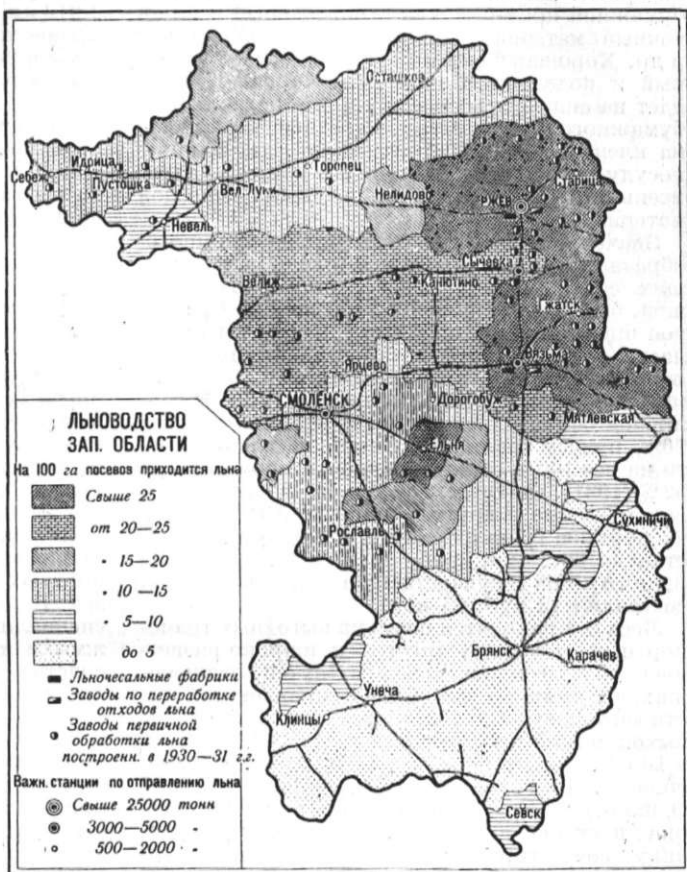 Осташков
Идрица
Себеж
Пустошка
Торопец
Вел. Луки
Нелидово
РЖЕВ
Старица
Невель
Сычевка
Велиж
Канютино
Гжатск
Ярцево
Вязьма
СМОЛЕНСК
Дорогобуж
Мятлевская
Ельня
Рославль
Сухиничи
Брянск
Карачев
Унеча
Клинцы
Севск
ЛЬНОВОДСТВО
ЗАП. ОБЛАСТИ
На 100 га посевов приходится льна
Свыше 25
от 20—25
" 15—20
" 10—15
" 5—10
до 5
Льночесальные фабрики
Заводы по переработке
отходов льна
Заводы первичной
обработки льна
построенн. в 1930—31 г.г.
Важн. станции по отправлению льна
Свыше 25000 тонн
3000—5000 "
500—2000 "